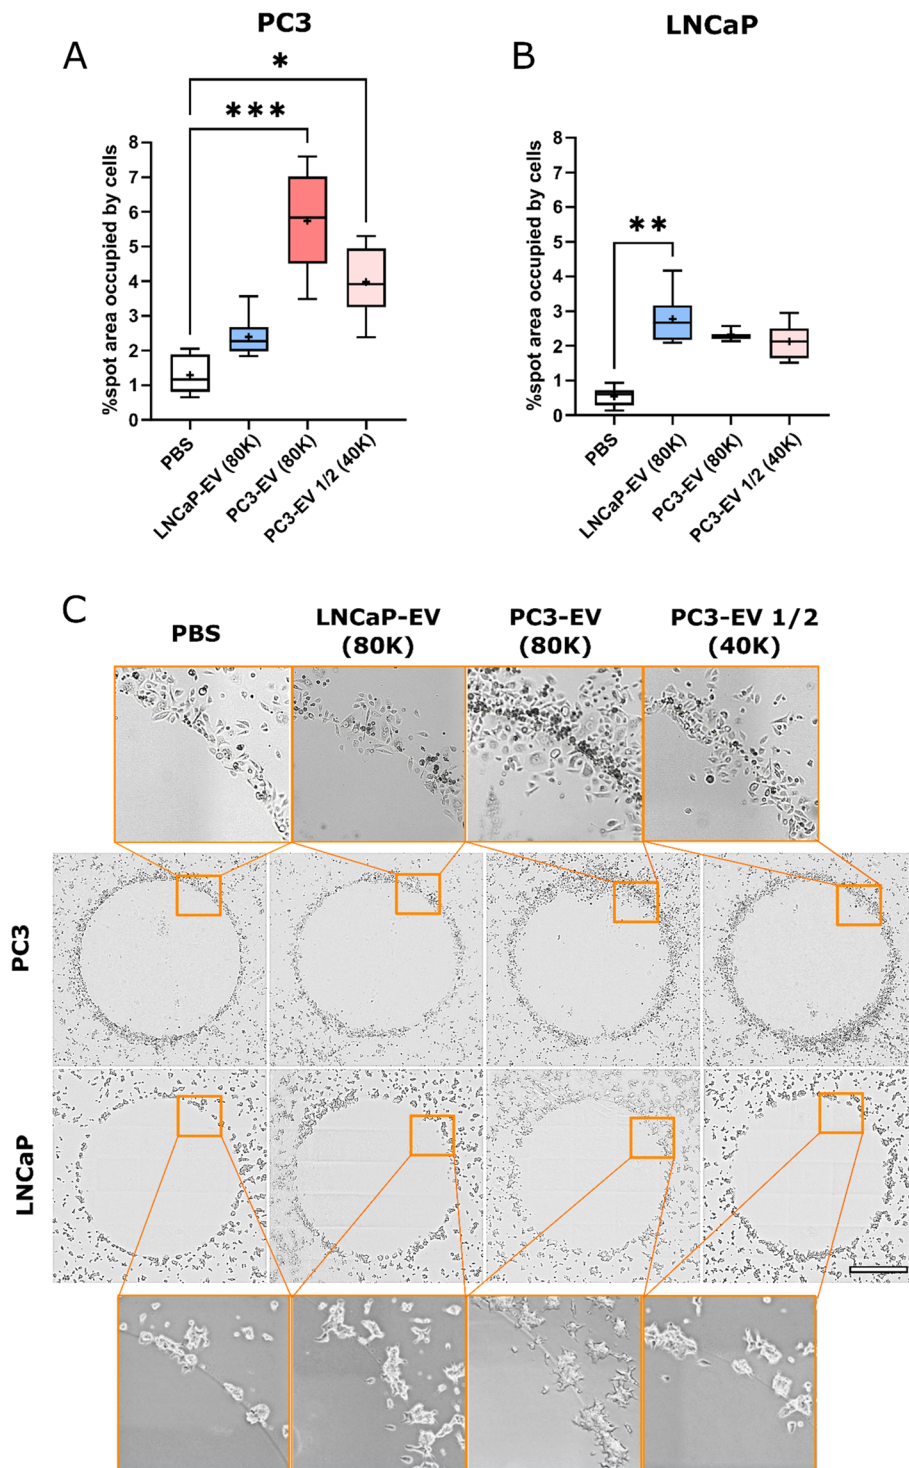 PC3
LNCaP
A
B
*
***
**
%spot area occupied by cells
8
7
6
5
4
3
2
1
0
PBS
LNCaP-EV (80K)
PC3-EV (80K)
PC3-EV 1/2 (40K)
%spot area occupied by cells
8
7
6
5
4
3
2
1
0
PBS
LNCaP-EV (80K)
PC3-EV (80K)
PC3-EV 1/2 (40K)
C
PBS
LNCaP-EV
(80K)
PC3-EV
(80K)
PC3-EV 1/2
(40K)
PC3
LNCaP